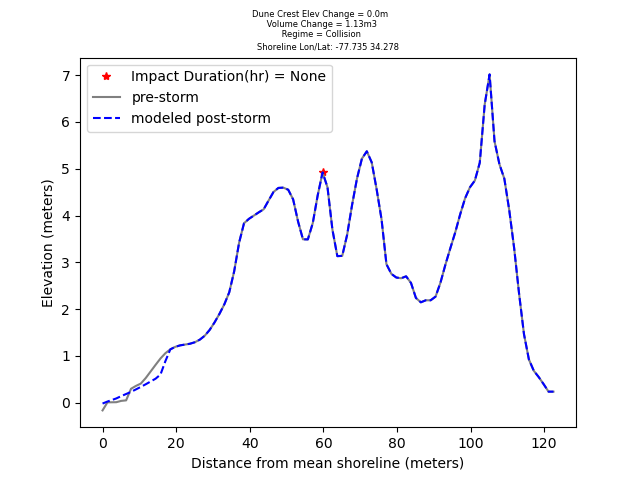 Dune Crest Elev Change = 0.0m
Volume Change = 1.13m3
Regime = Collision
Shoreline Lon/Lat: -77.735 34.278
Impact Duration(hr) = None
pre-storm
modeled post-storm
7
6
5
4
3
2
1
0
Elevation (meters)
0 20 40 60 80 100 120
Distance from mean shoreline (meters)